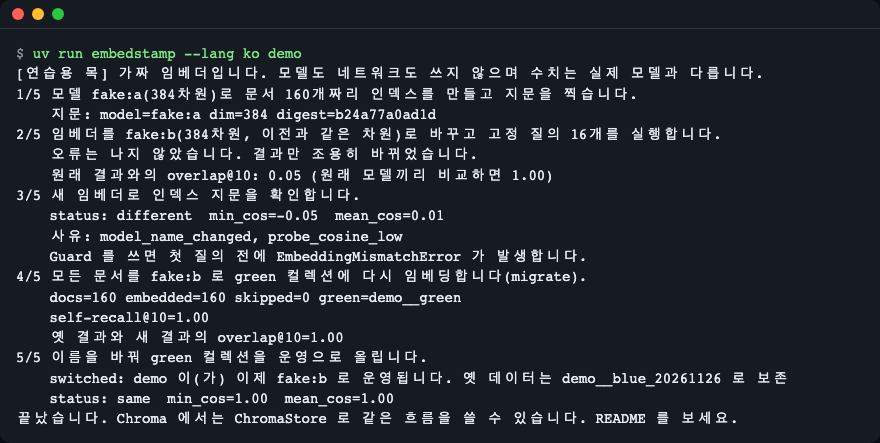 $ uv run embedstamp --lang ko demo
[연습용 목] 가짜 임베더입니다. 모델도 네트워크도 쓰지 않으며 수치는 실제 모델과 다릅니다.
1/5 모델 fake:a(384차원)로 문서 160개짜리 인덱스를 만들고 지문을 찍습니다.
지문: model=fake:a dim=384 digest=b24a77a0ad1d
2/5 임베더를 fake:b(384차원, 이전과 같은 차원)로 바꾸고 고정 질의 16개를 실행합니다.
오류는 나지 않았습니다. 결과만 조용히 바뀌었습니다.
원래 결과와의 overlap@10: 0.05 (원래 모델끼리 비교하면 1.00)
3/5 새 임베더로 인덱스 지문을 확인합니다.
status: different  min_cos=-0.05  mean_cos=0.01
사유: model_name_changed, probe_cosine_low
Guard 를 쓰면 첫 질의 전에 EmbeddingMismatchError 가 발생합니다.
4/5 모든 문서를 fake:b 로 green 컬렉션에 다시 임베딩합니다(migrate).
docs=160 embedded=160 skipped=0 green=demo__green
self-recall@10=1.00
옛 결과와 새 결과의 overlap@10=1.00
5/5 이름을 바꿔 green 컬렉션을 운영으로 올립니다.
switched: demo 이(가) 이제 fake:b 로 운영됩니다. 옛 데이터는 demo__blue_20261126 로 보존
status: same  min_cos=1.00  mean_cos=1.00
끝났습니다. Chroma 에서는 ChromaStore 로 같은 흐름을 쓸 수 있습니다. README 를 보세요.